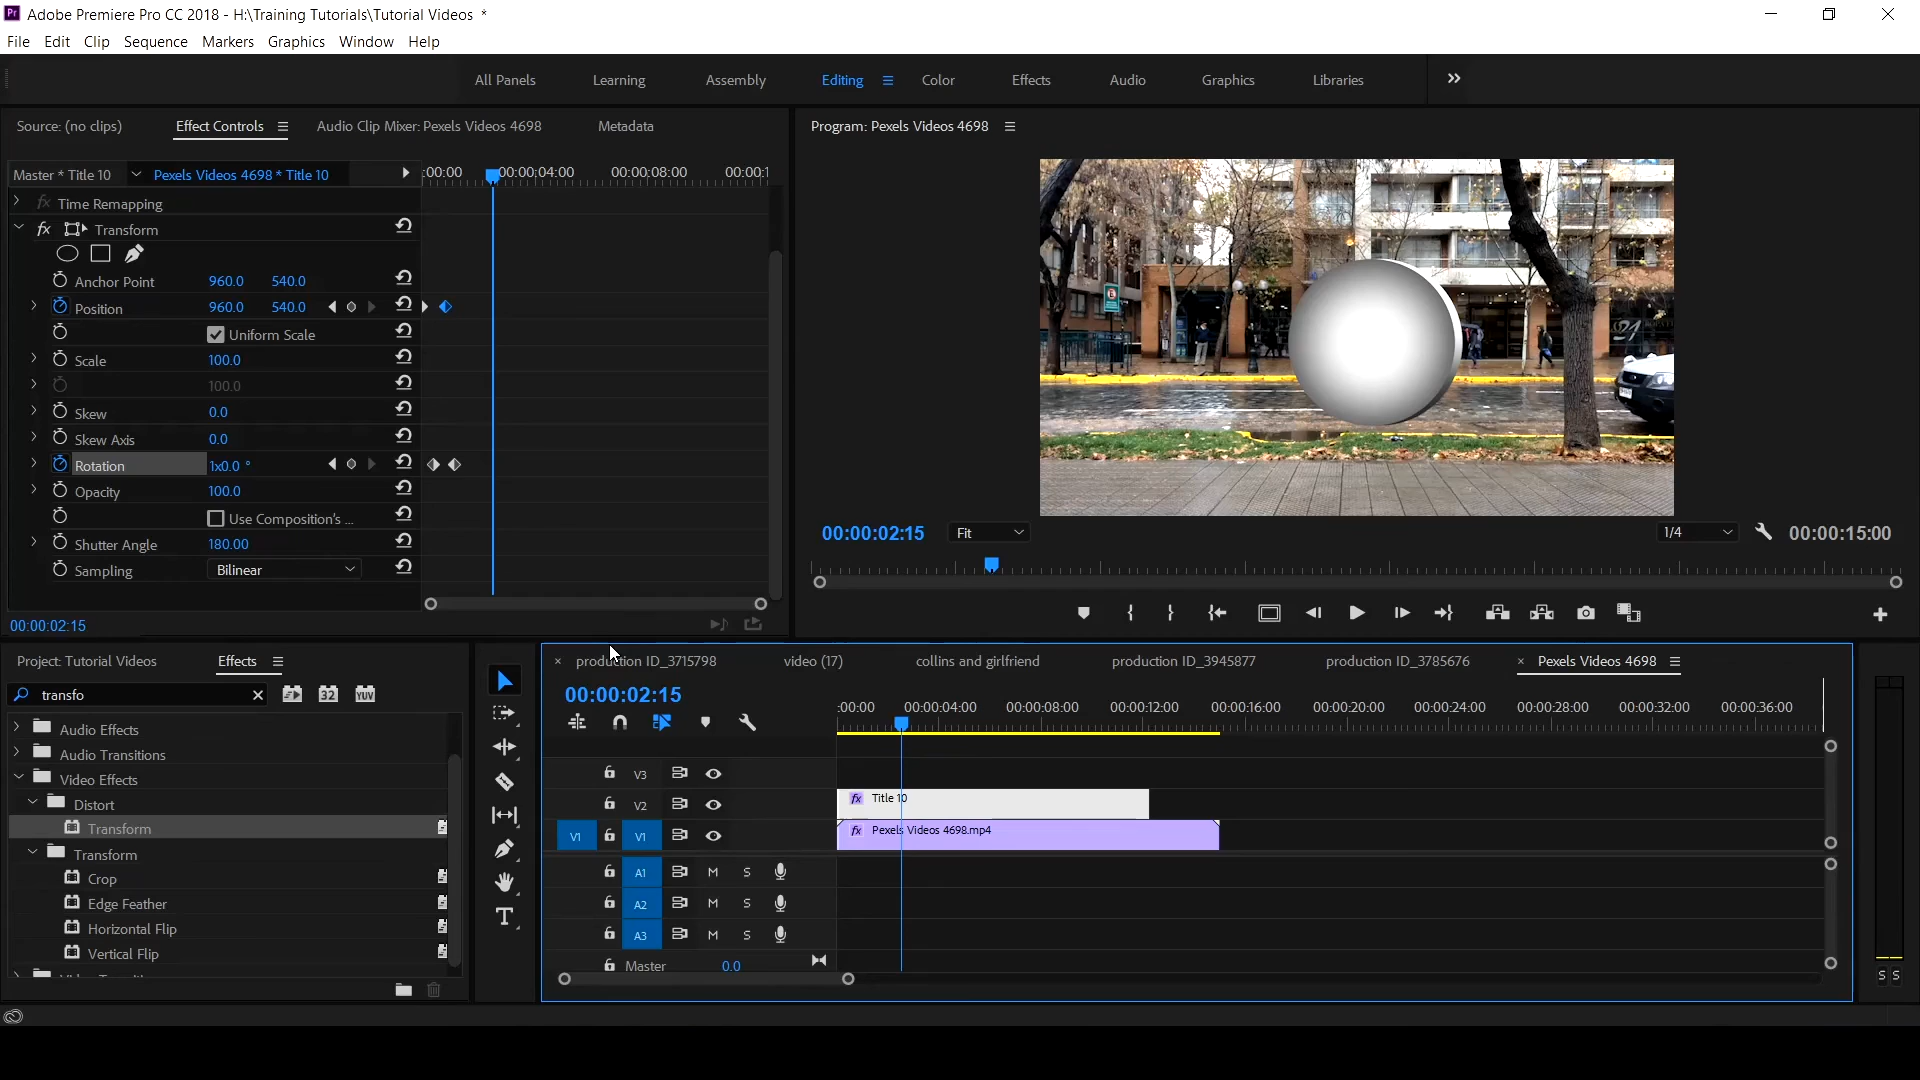 Adobe Premiere Pro CC 2018 - H:\Training Tutorials\Tutorial Videos *
File Edit Clip Sequence Markers Graphics Window Help
All Panels Learning Assembly Editing Color Effects Audio Graphics Libraries
Source: (no clips) Effect Controls Audio Clip Mixer: Pexels Videos 4698 Metadata
Program: Pexels Videos 4698
Master * Title 10 Pexels Videos 4698 * Title 10
:00:00 00:00:04:00 00:00:08:00 00:00:1
fx Time Remapping
fx Transform
Anchor Point 960.0 540.0
Position 960.0 540.0
Uniform Scale
Scale 100.0
100.0
Skew 0.0
Skew Axis 0.0
Rotation 1x0.0 °
Opacity 100.0
Use Composition's ...
Shutter Angle 180.00
Sampling Bilinear
00:00:02:15
00:00:02:15 Fit 1/4 00:00:15:00
Project: Tutorial Videos Effects
transfo
32 YUV
Audio Effects
Audio Transitions
Video Effects
Distort
Transform
Transform
Crop
Edge Feather
Horizontal Flip
Vertical Flip
T
production ID_3715798 video (17) collins and girlfriend production ID_3945877 production ID_3785676 Pexels Videos 4698
00:00:02:15
:00:00 00:00:04:00 00:00:08:00 00:00:12:00 00:00:16:00 00:00:20:00 00:00:24:00 00:00:28:00 00:00:32:00 00:00:36:00
V3
V2
fx Title 10
V1 V1
fx Pexels Videos 4698.mp4
A1 M S
A2 M S
A3 M S
Master 0.0
S S